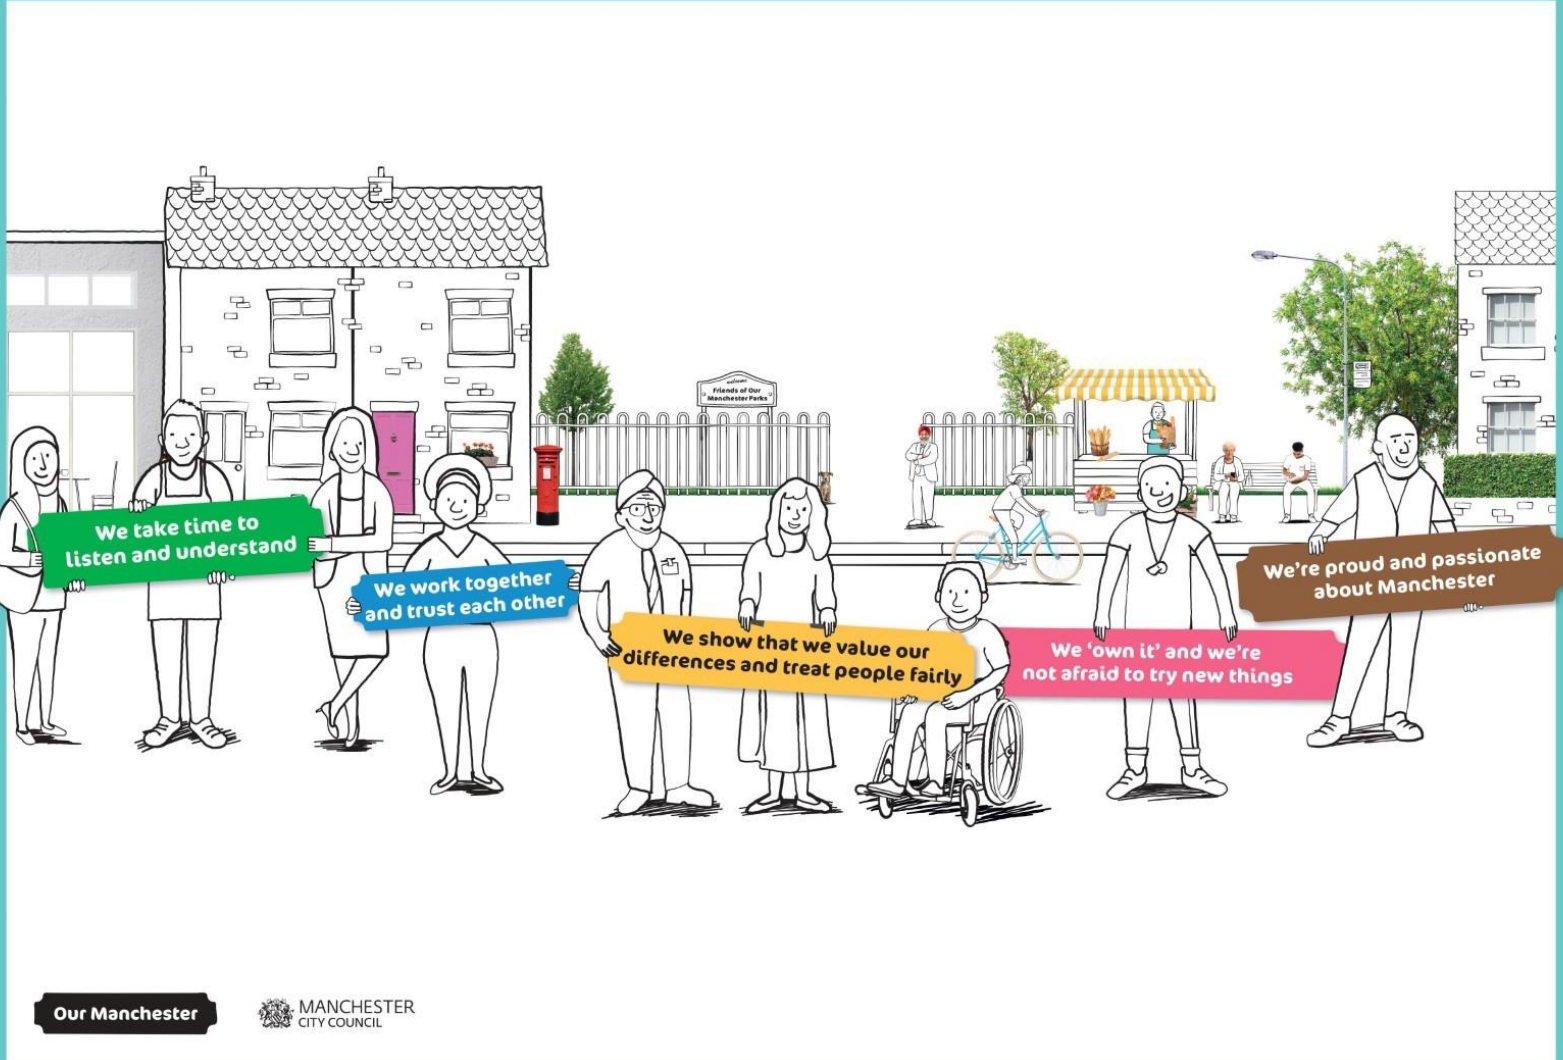 welcome
Friends of Our
Manchester Parks
We take time to
listen and understand
We work together
and trust each other
We show that we value our
differences and treat people fairly
We ‘own it’ and we’re
not afraid to try new things
We’re proud and passionate
about Manchester
Our Manchester
MANCHESTER
CITY COUNCIL